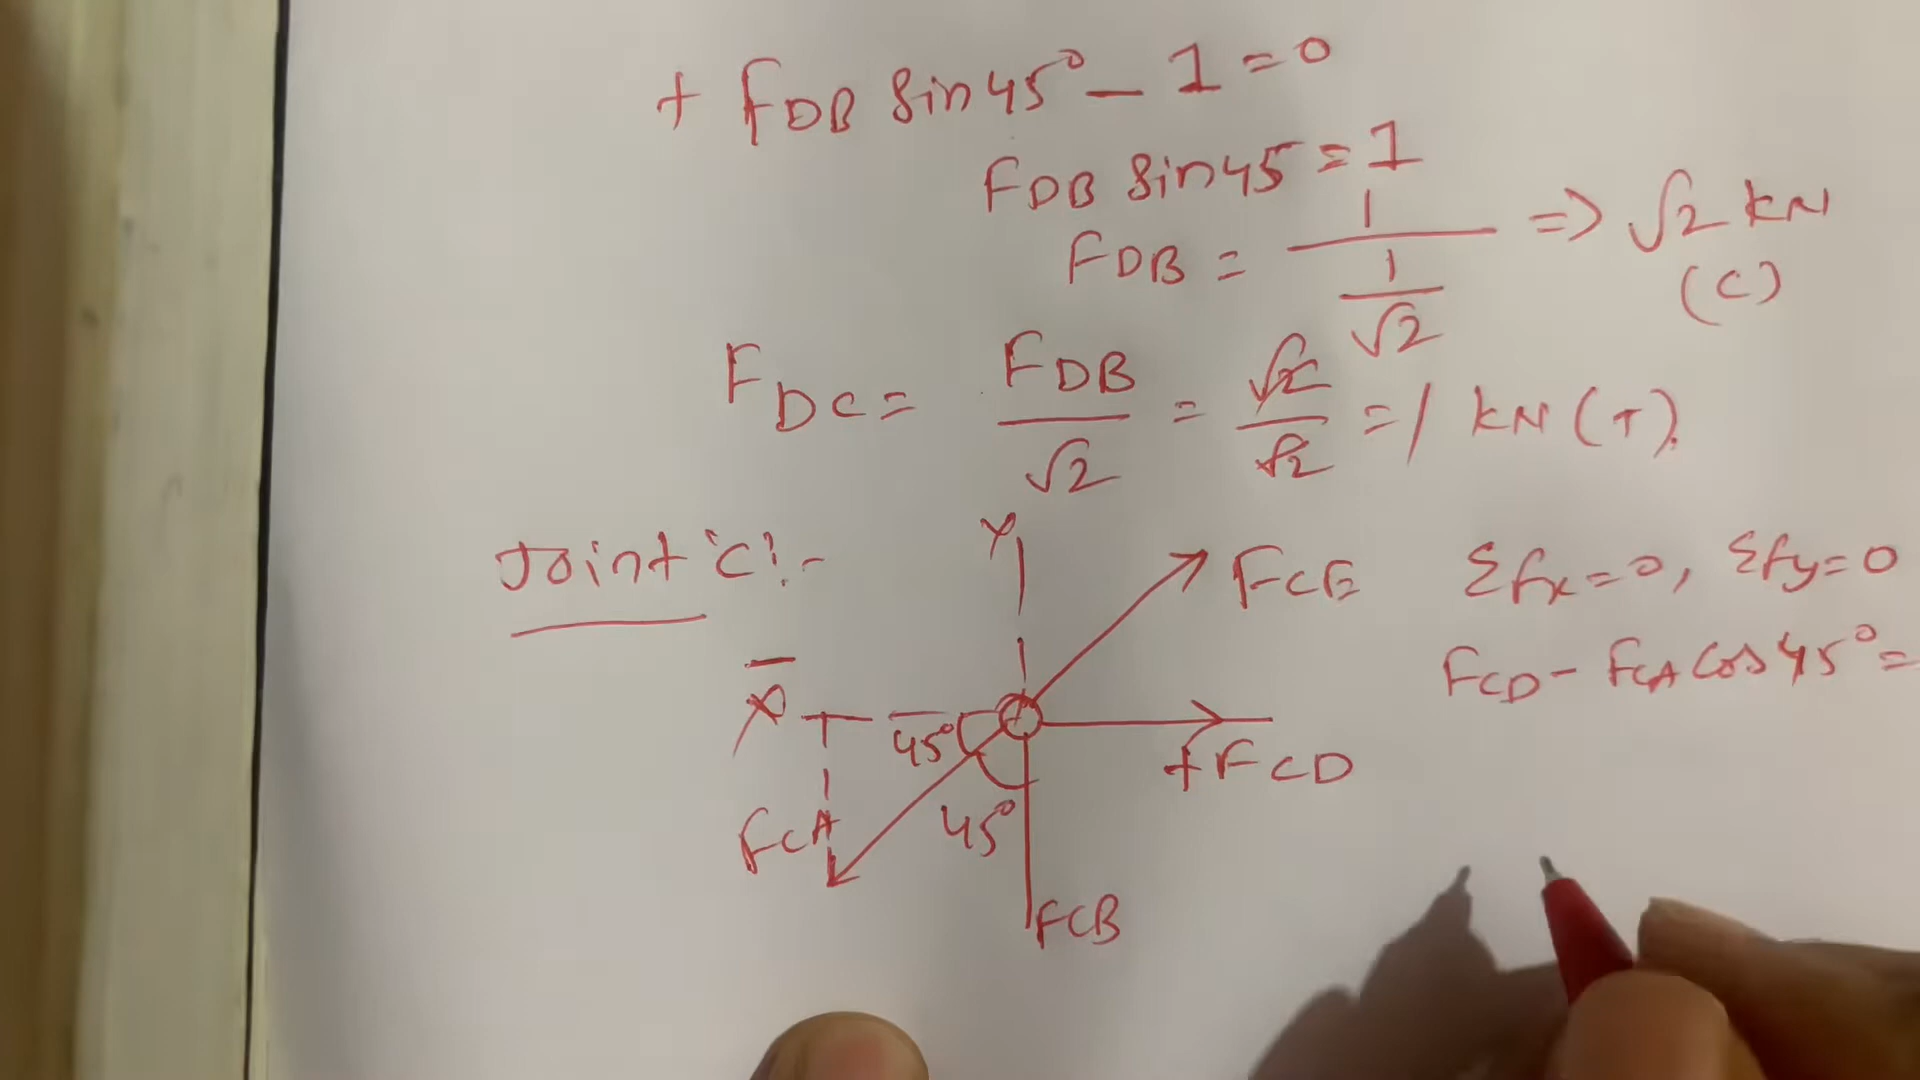 + FDB Sin45° - 1 = 0
FDB Sin45 = 1
FDB = 1/(1/√2) => √2 KN
(C)
FDC = FDB/√2 = √2/√2 = 1 KN (T).
Joint 'C':-
Y
FCE
Σfx=0, Σfy=0
FCD - FCA Cos45° =
X
45°
+FCD
FCA
45°
FCB